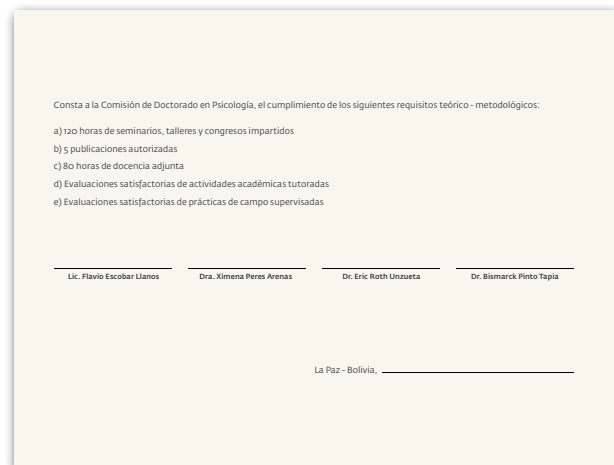 Consta a la Comisión de Doctorado en Psicología, el cumplimiento de los siguientes requisitos teórico - metodológicos:
a) 120 horas de seminarios, talleres y congresos impartidos
b) 5 publicaciones autorizadas
c) 80 horas de docencia adjunta
d) Evaluaciones satisfactorias de actividades académicas tutoradas
e) Evaluaciones satisfactorias de prácticas de campo supervisadas
Lic. Flavio Escobar Llanos Dra. Ximena Peres Arenas Dr. Eric Roth Unzueta Dr. Bismarck Pinto Tapia
La Paz - Bolivia,